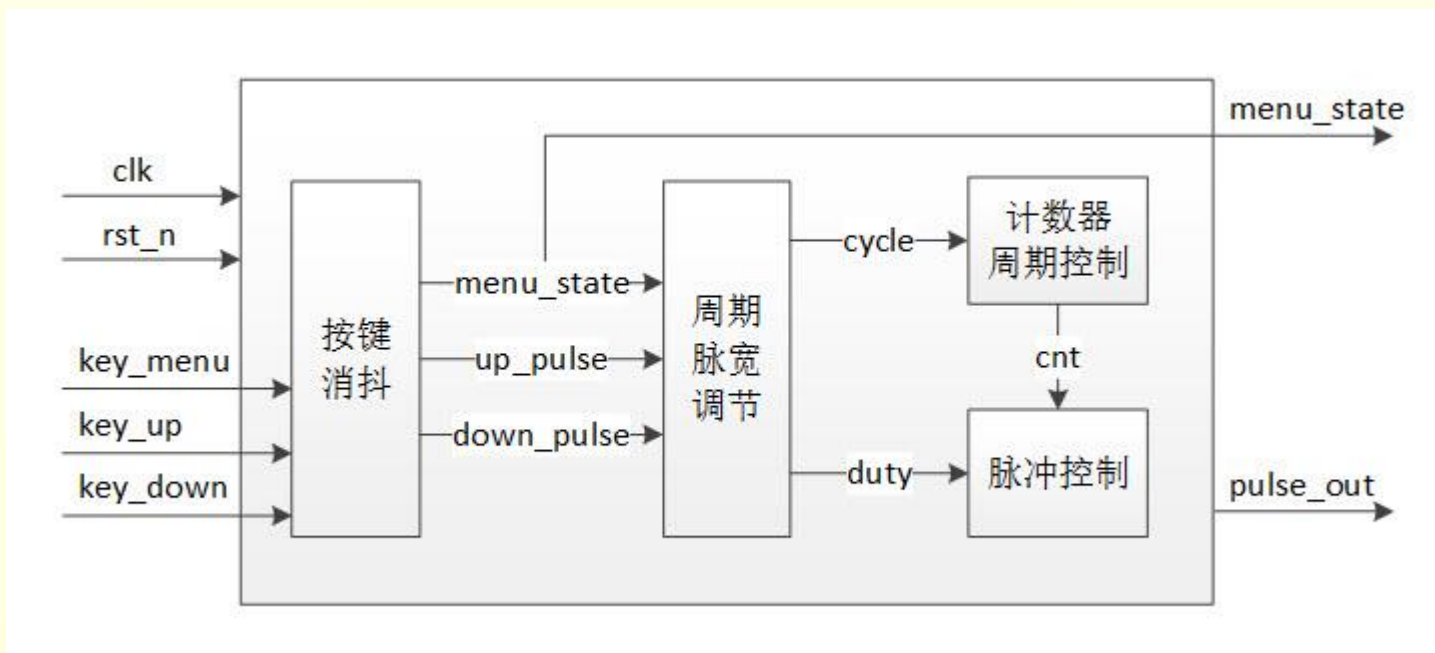 menu_state
clk
rst_n
key_menu
key_up
key_down
按键
消抖
menu_state
up_pulse
down_pulse
周期
脉宽
调节
cycle
duty
计数器
周期控制
cnt
脉冲控制
pulse_out